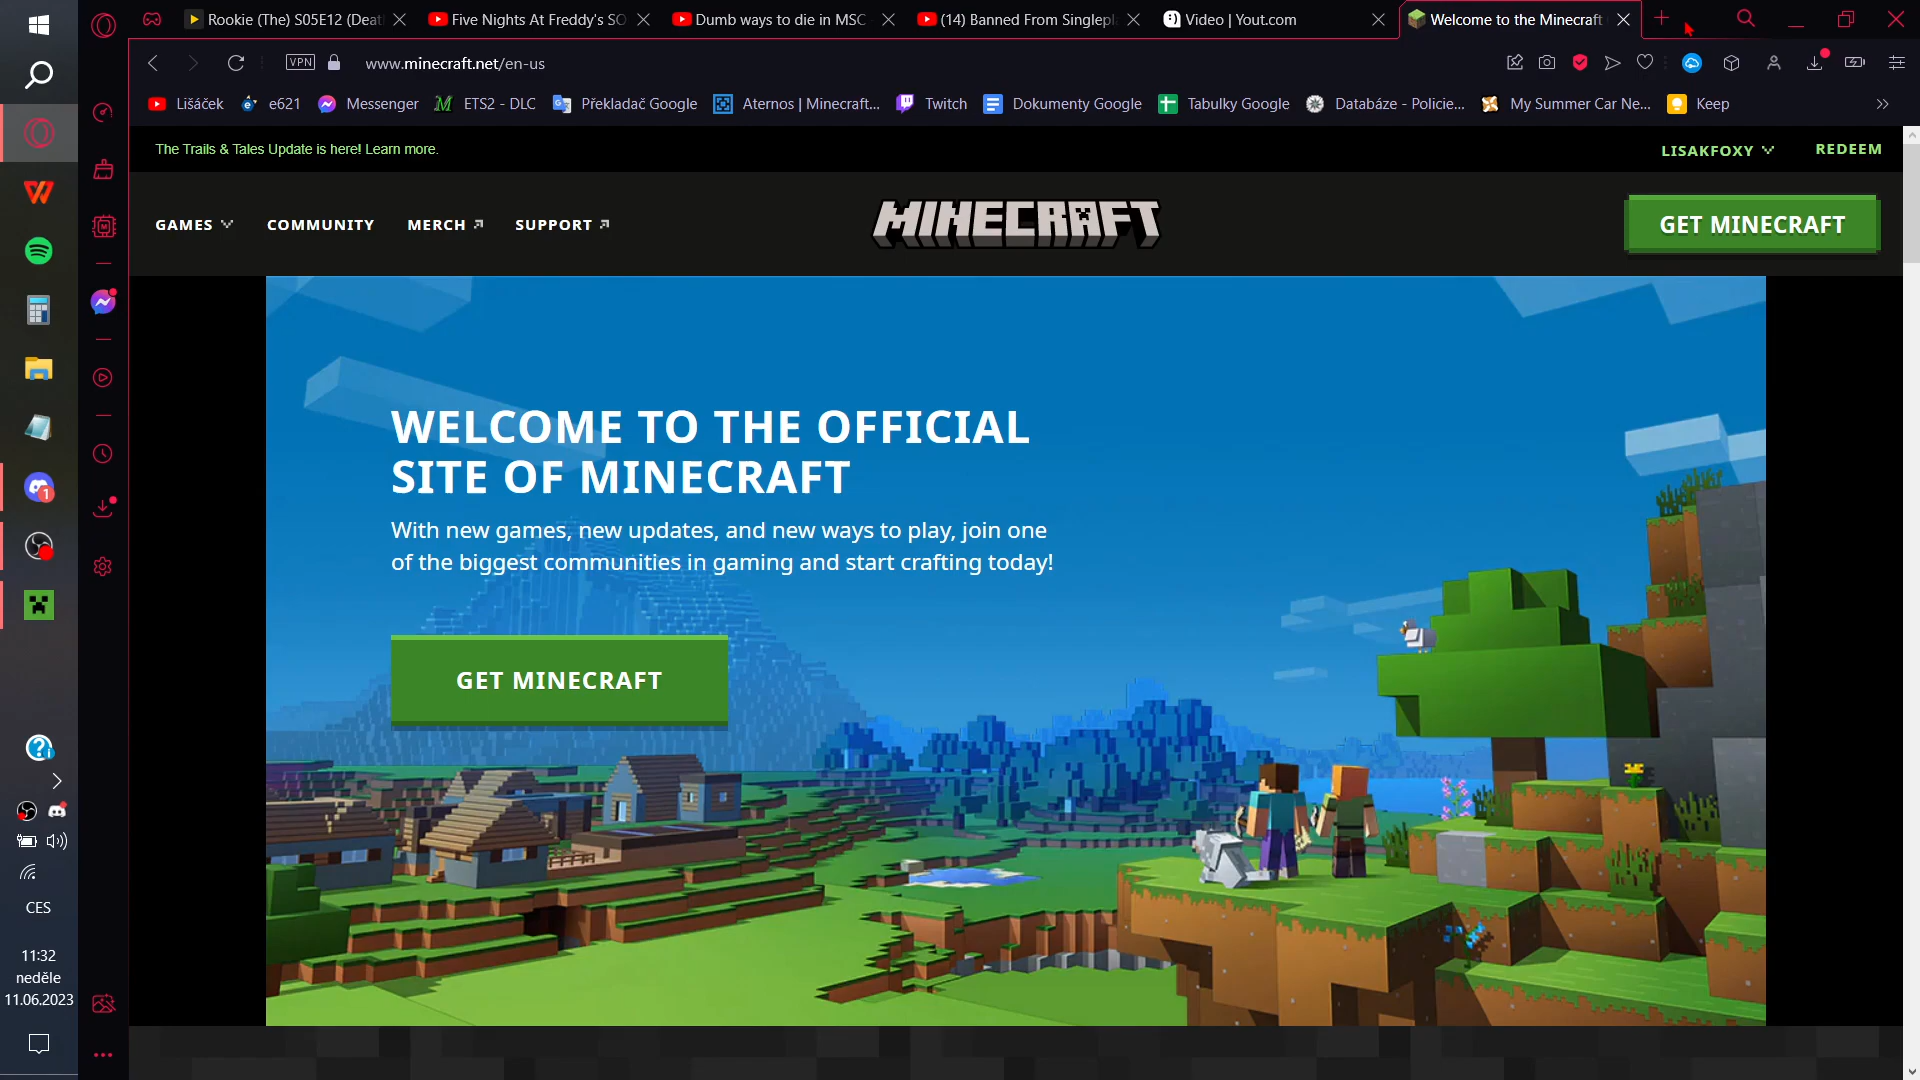 Rookie (The) S05E12 (Deat
Five Nights At Freddy's SO
Dumb ways to die in MSC
(14) Banned From Singlepl
Video | Yout.com
Welcome to the Minecraft
VPN
www.minecraft.net/en-us
Lišáček
e621
Messenger
ETS2 - DLC
Překladač Google
Aternos | Minecraft...
Twitch
Dokumenty Google
Tabulky Google
Databáze - Policie...
My Summer Car Ne...
Keep
The Trails & Tales Update is here! Learn more.
LISAKFOXY
REDEEM
GAMES
COMMUNITY
MERCH
SUPPORT
MINECRAFT
GET MINECRAFT
WELCOME TO THE OFFICIAL
SITE OF MINECRAFT
With new games, new updates, and new ways to play, join one
of the biggest communities in gaming and start crafting today!
GET MINECRAFT
1
CES
11:32
neděle
11.06.2023